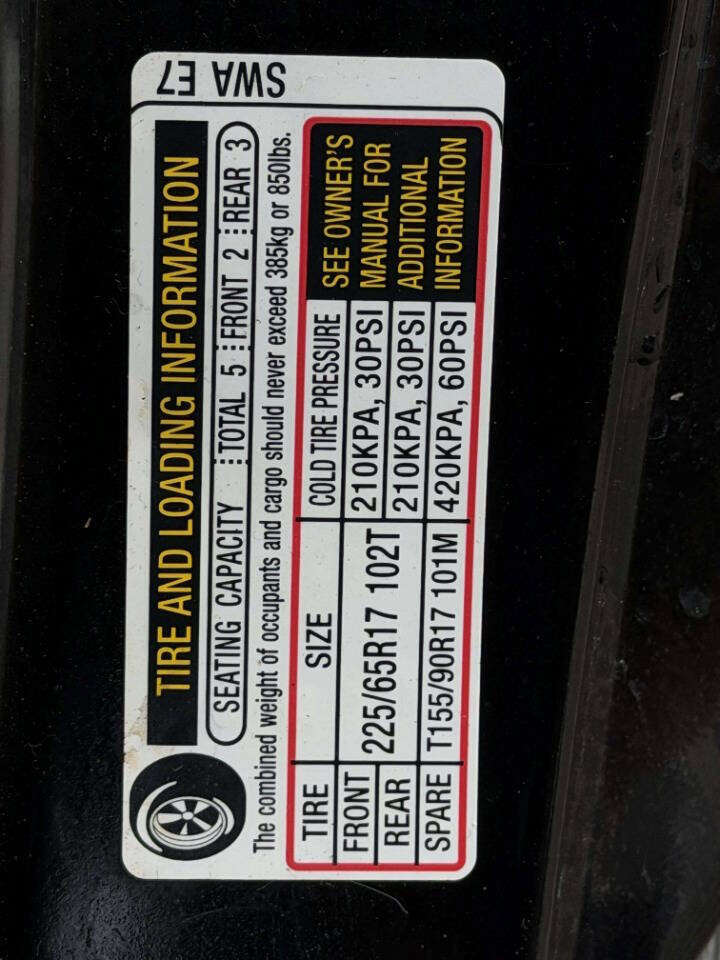 TIRE AND LOADING INFORMATION
SEATING CAPACITY TOTAL 5 FRONT 2 REAR 3
The combined weight of occupants and cargo should never exceed 385kg or 850lbs.
TIRE SIZE COLD TIRE PRESSURE
FRONT 225/65R17 102T 210KPA, 30PSI
REAR 210KPA, 30PSI
SPARE T155/90R17 101M 420KPA, 60PSI
SEE OWNER'S
MANUAL FOR
ADDITIONAL
INFORMATION
SWA E7